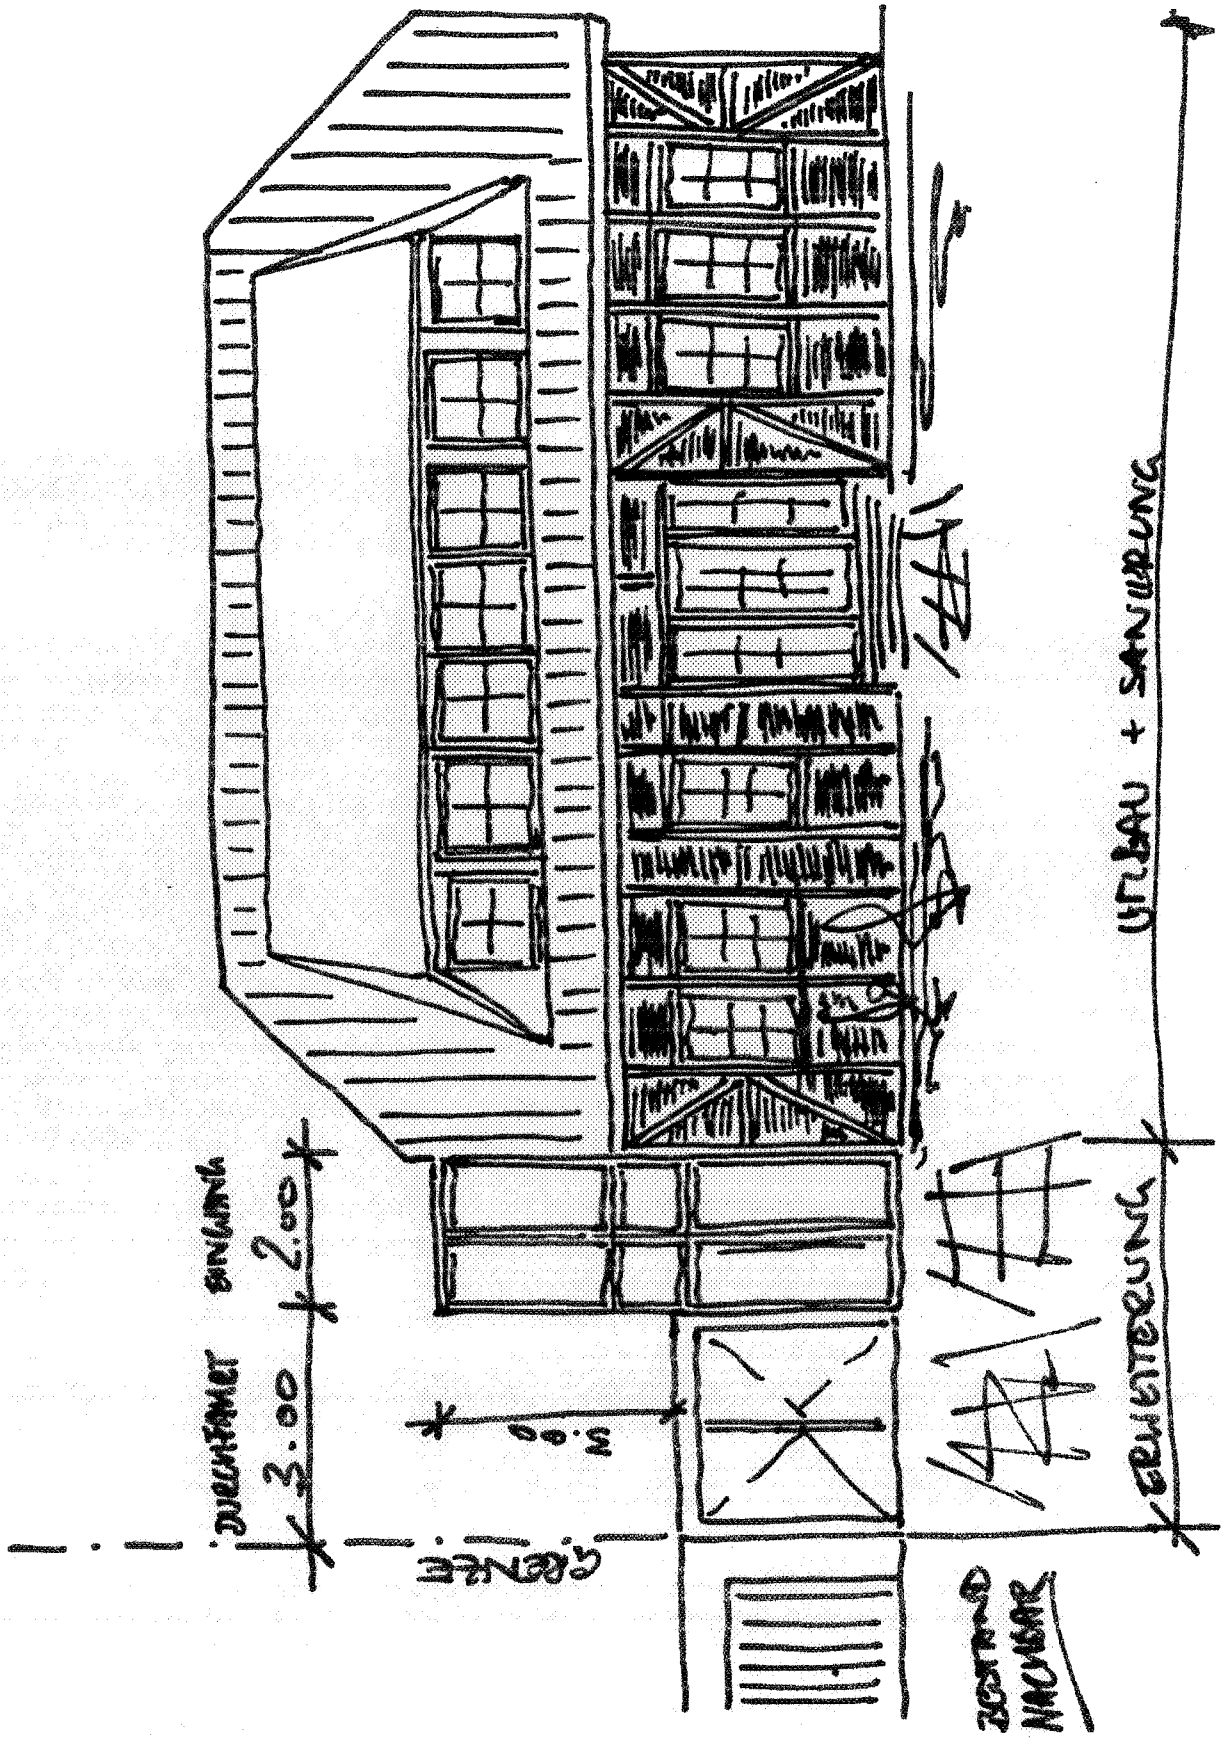 DURCHFAHRT EINGANG
3.00 2.00
GRENZE
3.00
BESTAND
NACHBAR
ERWEITERUNG
UMBAU + SANIERUNG